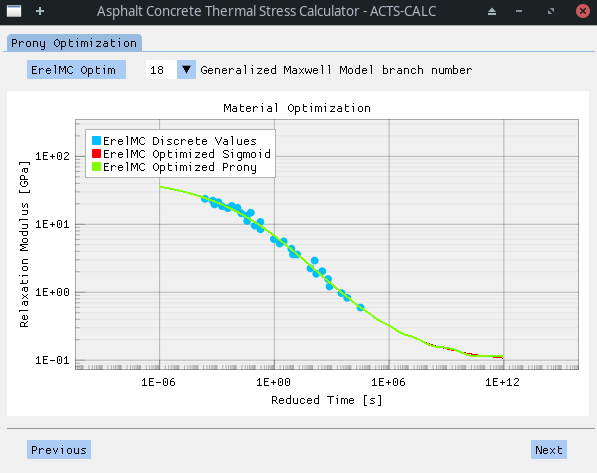 Asphalt Concrete Thermal Stress Calculator - ACTS-CALC
Prony Optimization
ErelMC Optim 18 Generalized Maxwell Model branch number
Material Optimization
ErelMC Discrete Values
ErelMC Optimized Sigmoid
ErelMC Optimized Prony
Relaxation Modulus [GPa]
1E+02
1E+01
1E+00
1E-01
1E-06 1E+00 1E+06 1E+12
Reduced Time [s]
Previous Next